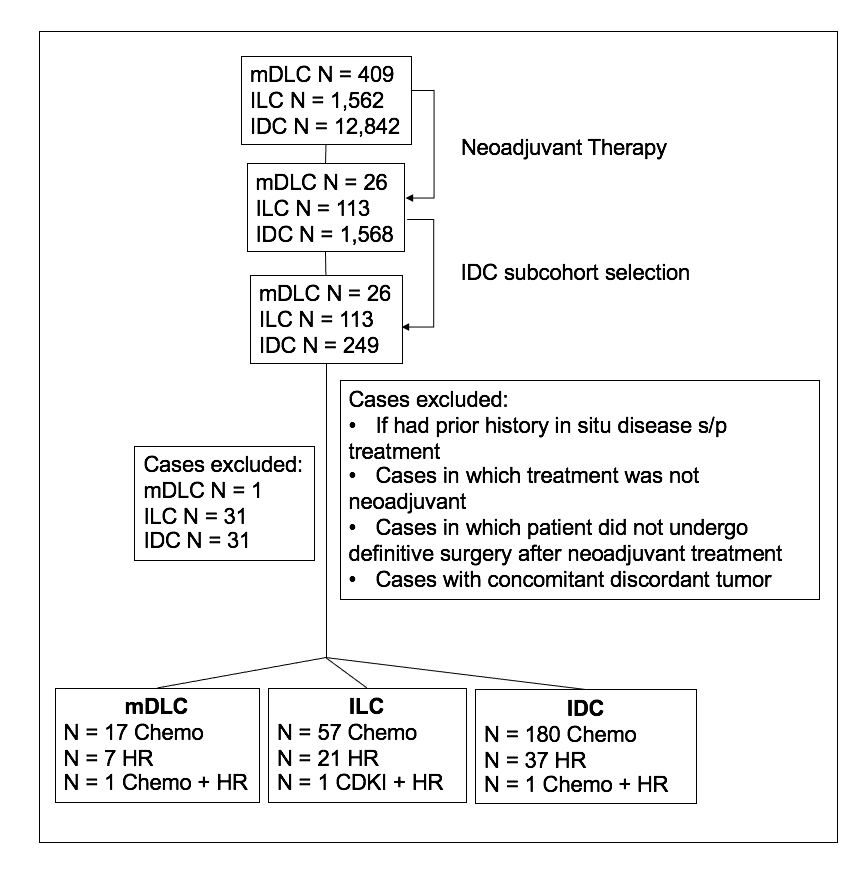 mDLC N = 409
ILC N = 1,562
IDC N = 12,842
Neoadjuvant Therapy
mDLC N = 26
ILC N = 113
IDC N = 1,568
IDC subcohort selection
mDLC N = 26
ILC N = 113
IDC N = 249
Cases excluded:
• If had prior history in situ disease s/p
treatment
• Cases in which treatment was not
neoadjuvant
• Cases in which patient did not undergo
definitive surgery after neoadjuvant treatment
• Cases with concomitant discordant tumor
Cases excluded:
mDLC N = 1
ILC N = 31
IDC N = 31
mDLC
N = 17 Chemo
N = 7 HR
N = 1 Chemo + HR
ILC
N = 57 Chemo
N = 21 HR
N = 1 CDKI + HR
IDC
N = 180 Chemo
N = 37 HR
N = 1 Chemo + HR